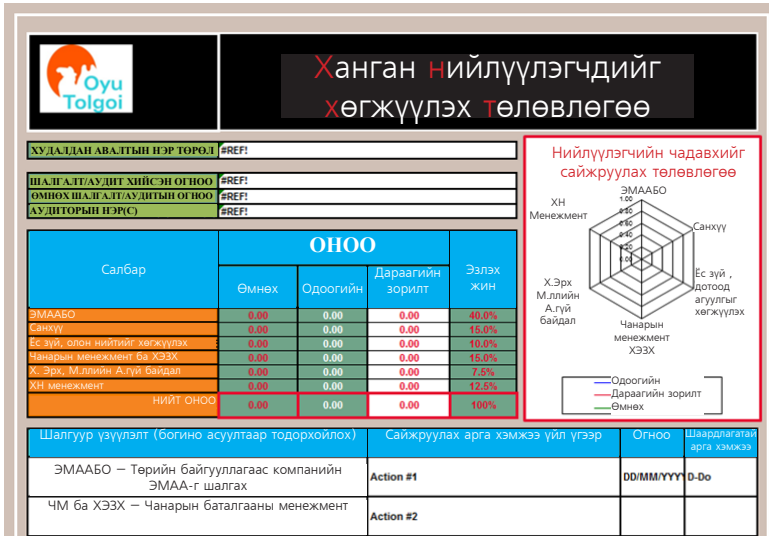 Oyu
Tolgoi
Ханган нийлүүлэгчдийг
хөгжүүлэх төлөвлөгөө
ХУДАЛДАН АВАЛТЫН НЭР ТӨРӨЛ #REF!
ШАЛГАЛТ/АУДИТ ХИЙСЭН ОГНОО #REF!
ӨМНӨХ ШАЛГАЛТ/АУДИТЫН ОГНОО #REF!
АУДИТОРЫН НЭР(С) #REF!
Салбар
ОНОО
Өмнөх
Одоогийн
Дараагийн
зорилт
Эзлэх
жин
ЭМААБО 0.00 0.00 0.00 40.0%
Санхүү 0.00 0.00 0.00 15.0%
Ёс зүй, олон нийтийг хөгжүүлэх 0.00 0.00 0.00 10.0%
Чанарын менежмент ба ХЭЗХ 0.00 0.00 0.00 15.0%
Х. Эрх, М.ллийн А.гүй байдал 0.00 0.00 0.00 7.5%
ХН менежмент 0.00 0.00 0.00 12.5%
НИЙТ ОНОО 0.00 0.00 0.00 100%
Нийлүүлэгчийн чадавхийг
сайжруулах төлөвлөгөө
ЭМААБО
1.00
0.80
0.60
0.40
0.20
0.00
Санхүү
Ёс зүй ,
дотоод
агуулгыг
хөгжүүлэх
Чанарын
менежмент
ХЭЗХ
Х.Эрх
М.ллийн
А.гүй
байдал
ХН
Менежмент
Одоогийн
Дараагийн зорилт
Өмнөх
Шалгуур үзүүлэлт (богино асуултаар тодорхойлох) Сайжруулах арга хэмжээ үйл үгээр Огноо Шаардлагатай
арга хэмжээ
ЭМААБО – Төрийн байгууллагаас компанийн
ЭМАА-г шалгах
Action #1 DD/MM/YYYY D-Do
ЧМ ба ХЭЗХ – Чанарын баталгааны менежмент
Action #2